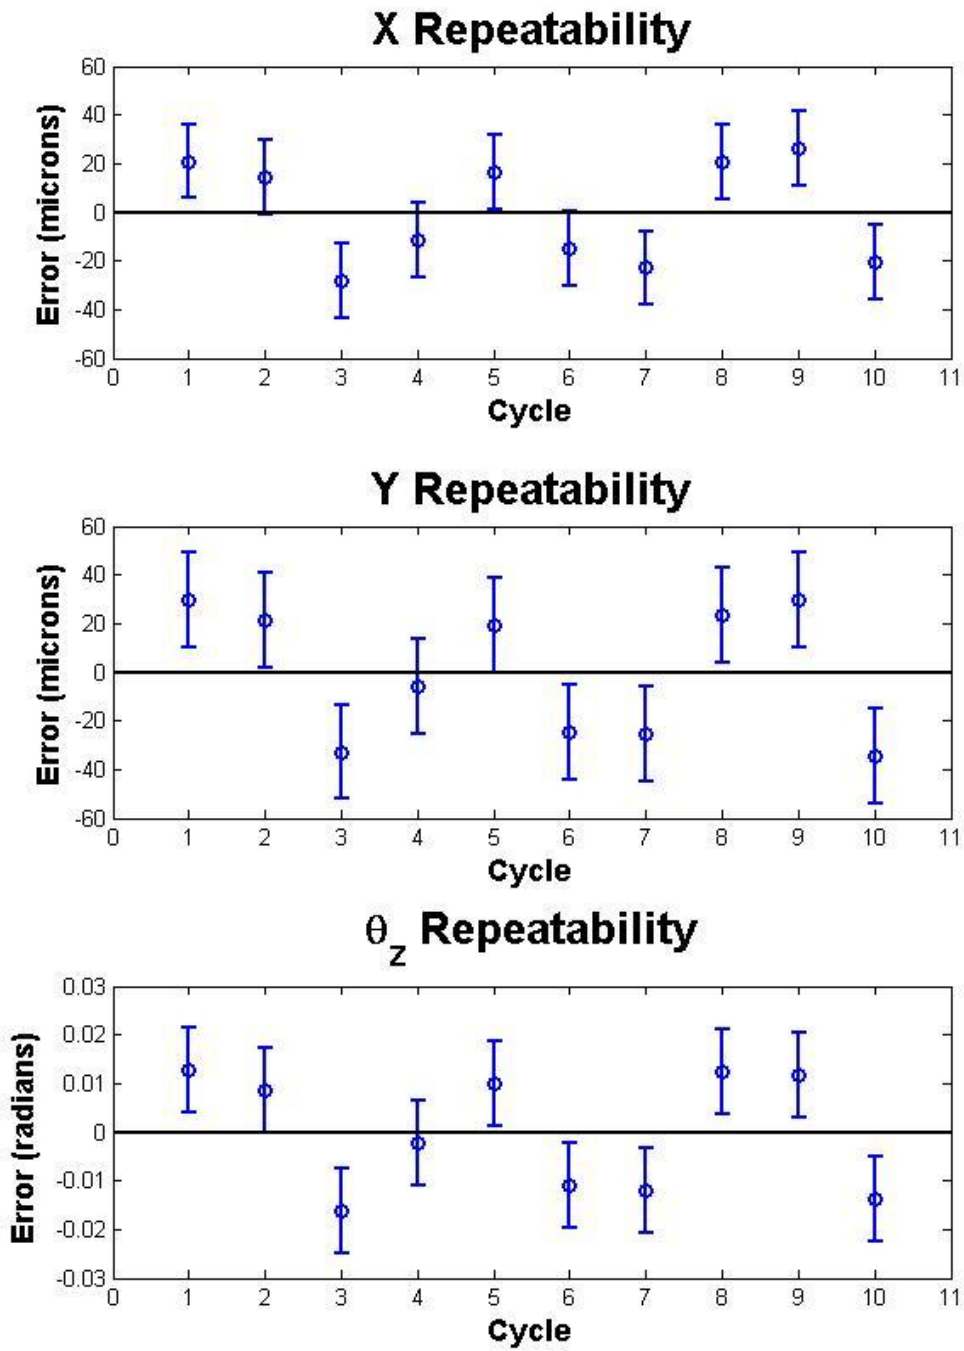 X Repeatability
60
40
20
0
-20
-40
-60
Error (microns)
0 1 2 3 4 5 6 7 8 9 10 11
Cycle
Y Repeatability
60
40
20
0
-20
-40
-60
Error (microns)
0 1 2 3 4 5 6 7 8 9 10 11
Cycle
θz Repeatability
0.03
0.02
0.01
0
-0.01
-0.02
-0.03
Error (radians)
0 1 2 3 4 5 6 7 8 9 10 11
Cycle